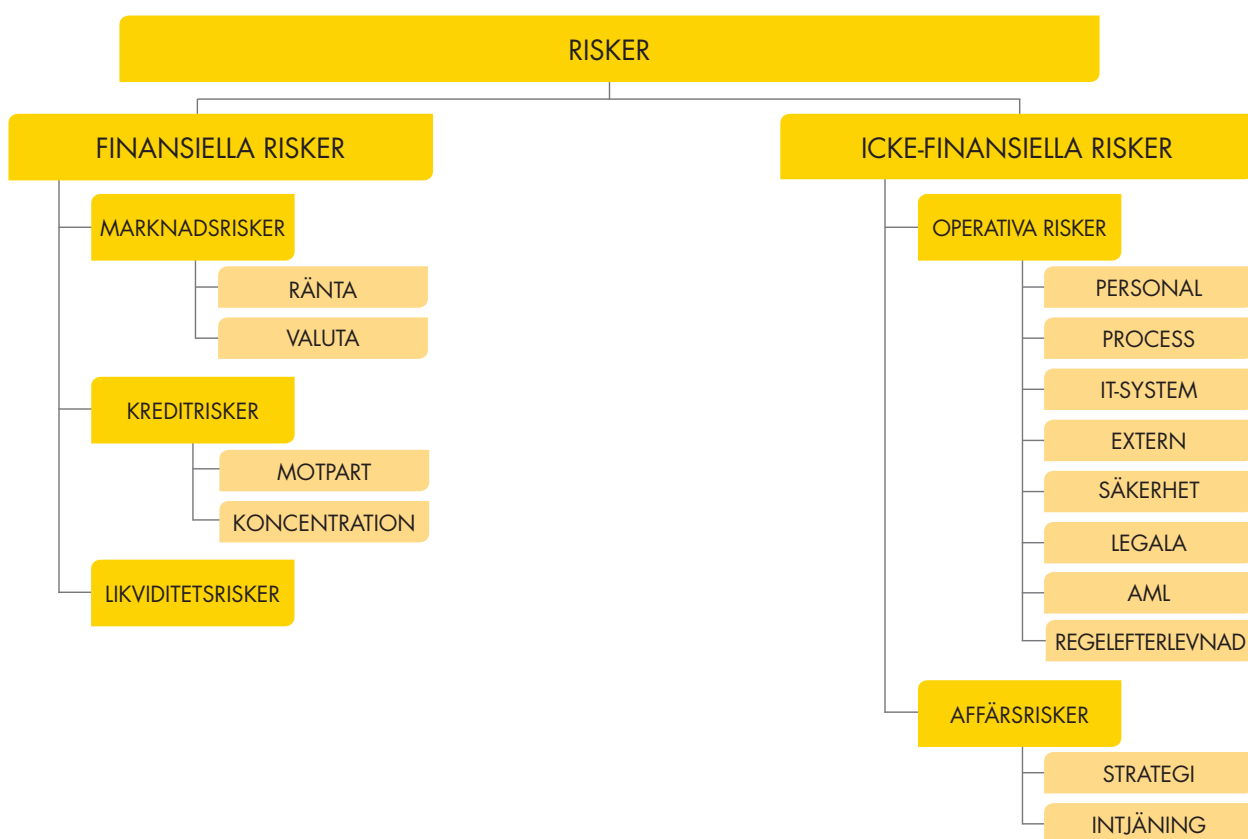 RISKER
FINANSIELLA RISKER
MARKNADSRISKER
RÄNTA
VALUTA
KREDITRISKER
MOTPART
KONCENTRATION
LIKVIDITETSRISKER
ICKE-FINANSIELLA RISKER
OPERATIVA RISKER
PERSONAL
PROCESS
IT-SYSTEM
EXTERN
SÄKERHET
LEGALA
AML
REGELEFTERLEVNAD
AFFÄRSRISKER
STRATEGI
INTJÄNING